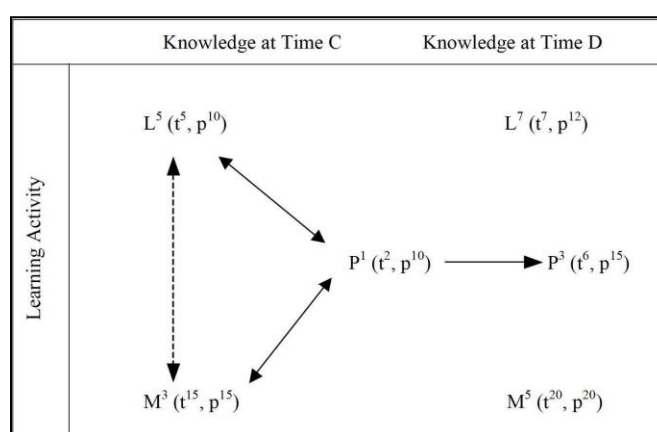 Knowledge at Time C Knowledge at Time D
Learning Activity
L⁵ (t⁵, p¹⁰) L⁷ (t⁷, p¹²)
P¹ (t², p¹⁰) P³ (t⁶, p¹⁵)
M³ (t¹⁵, p¹⁵) M⁵ (t²⁰, p²⁰)